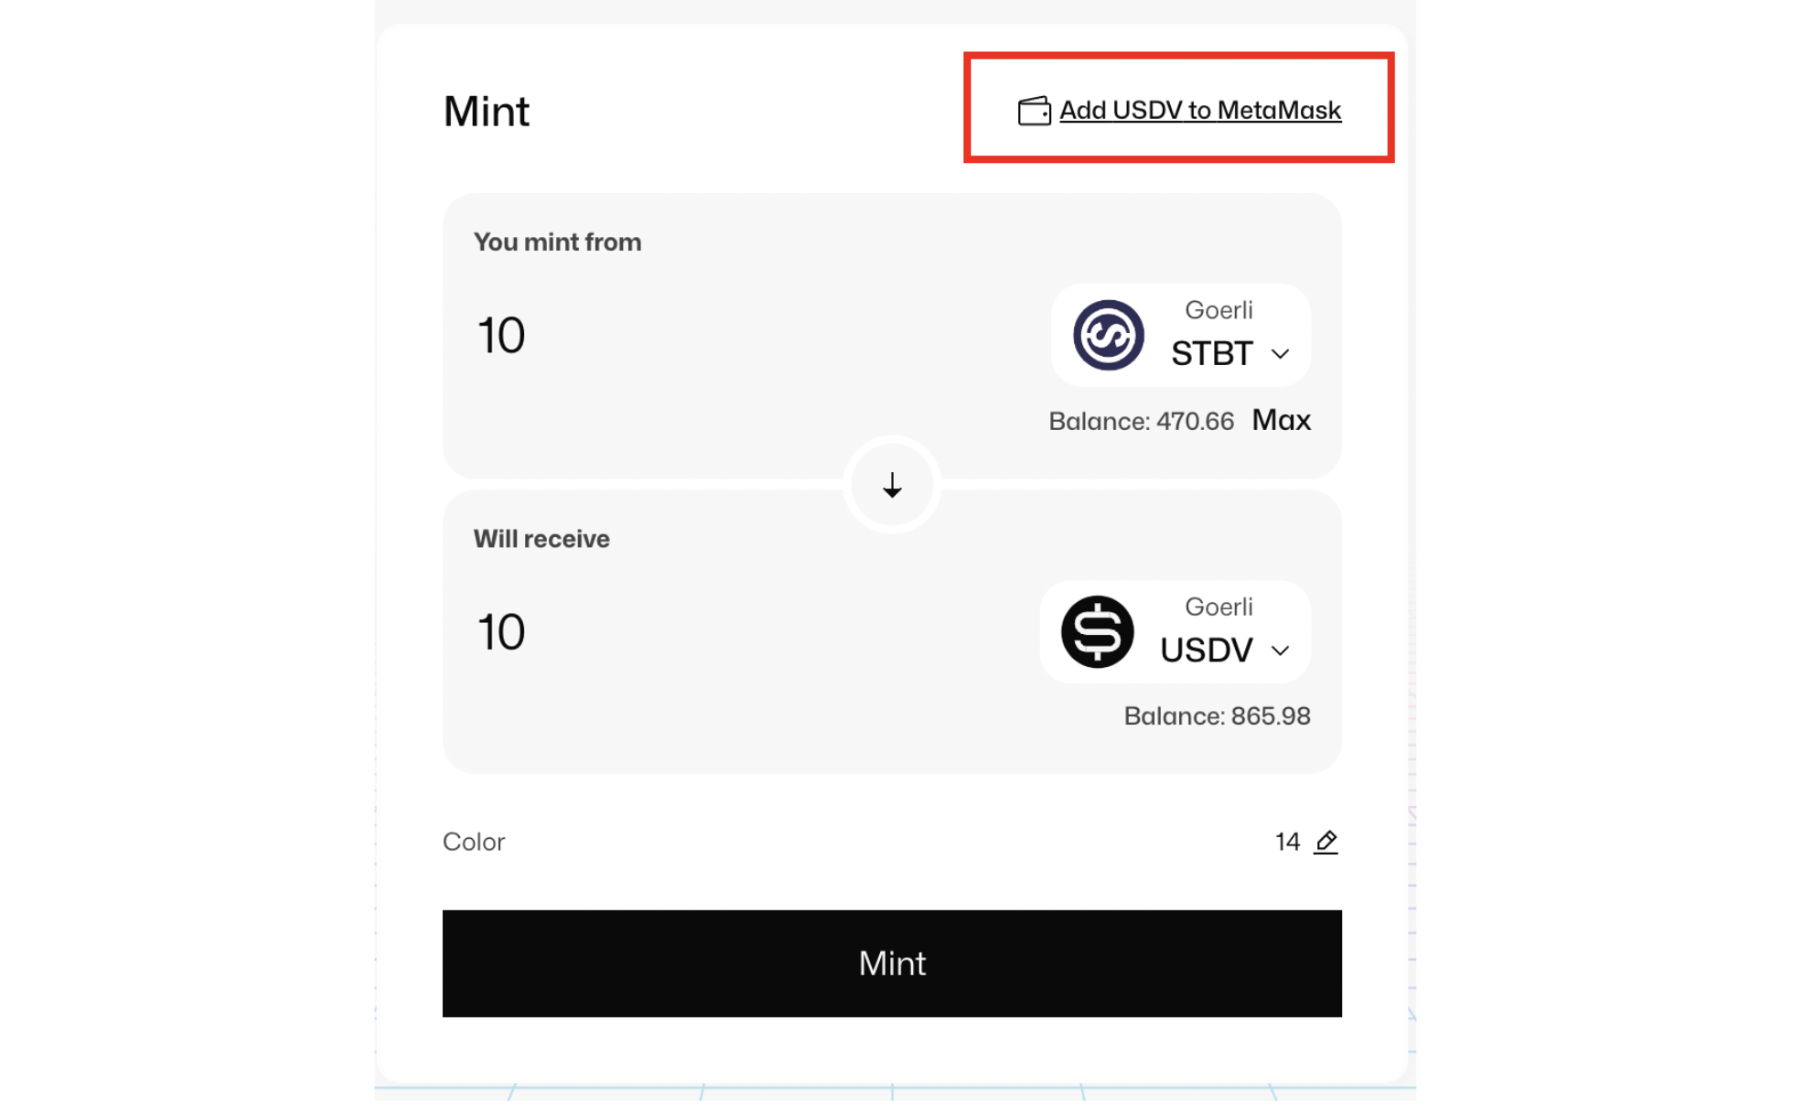 Mint
Add USDV to MetaMask
You mint from
10
Goerli
STBT
Balance: 470.66 Max
Will receive
10
Goerli
USDV
Balance: 865.98
Color
14
Mint